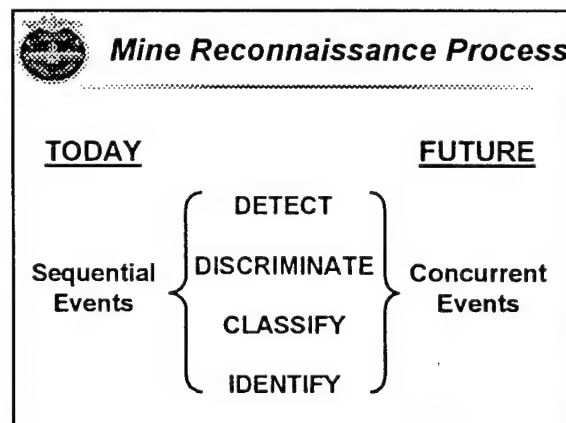 Mine Reconnaissance Process
TODAY
FUTURE
DETECT
DISCRIMINATE
CLASSIFY
IDENTIFY
Sequential
Events
Concurrent
Events